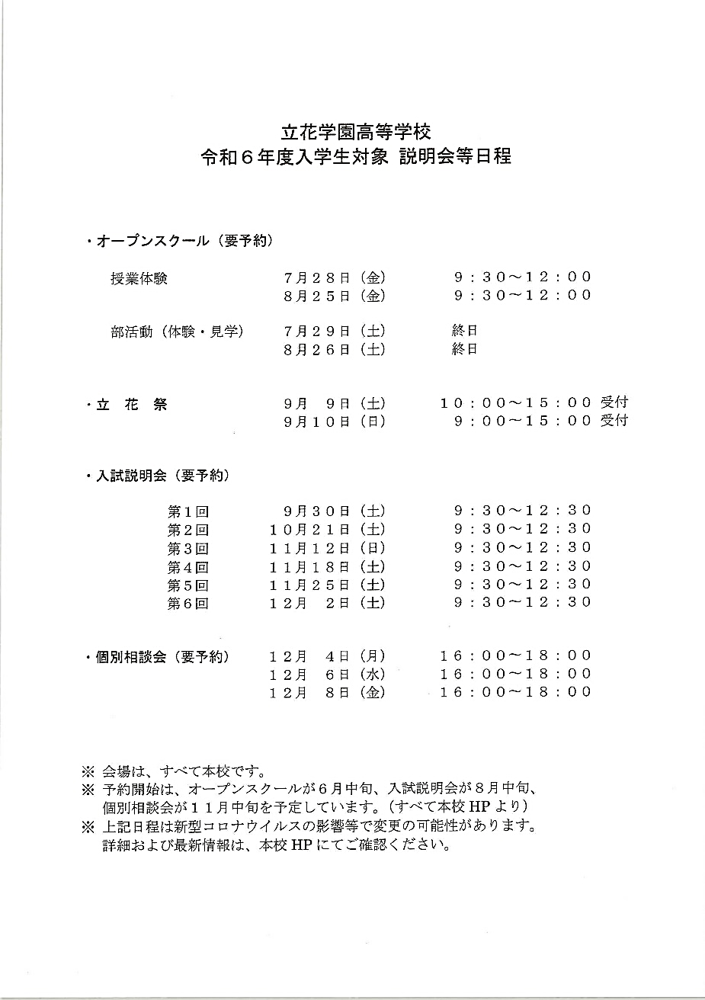 立花学園高等学校
令和６年度入学生対象 説明会等日程
・オープンスクール（要予約）
授業体験 ７月２８日（金） ９：３０～１２：００
８月２５日（金） ９：３０～１２：００
部活動（体験・見学） ７月２９日（土） 終日
８月２６日（土） 終日
・立 花 祭 ９月 ９日（土） １０：００～１５：００ 受付
９月１０日（日） ９：００～１５：００ 受付
・入試説明会（要予約）
第１回 ９月３０日（土） ９：３０～１２：３０
第２回 １０月２１日（土） ９：３０～１２：３０
第３回 １１月１２日（日） ９：３０～１２：３０
第４回 １１月１８日（土） ９：３０～１２：３０
第５回 １１月２５日（土） ９：３０～１２：３０
第６回 １２月 ２日（土） ９：３０～１２：３０
・個別相談会（要予約） １２月 ４日（月） １６：００～１８：００
１２月 ６日（水） １６：００～１８：００
１２月 ８日（金） １６：００～１８：００
※ 会場は、すべて本校です。
※ 予約開始は、オープンスクールが６月中旬、入試説明会が８月中旬、
個別相談会が１１月中旬を予定しています。（すべて本校 HP より）
※ 上記日程は新型コロナウイルスの影響等で変更の可能性があります。
詳細および最新情報は、本校 HP にてご確認ください。